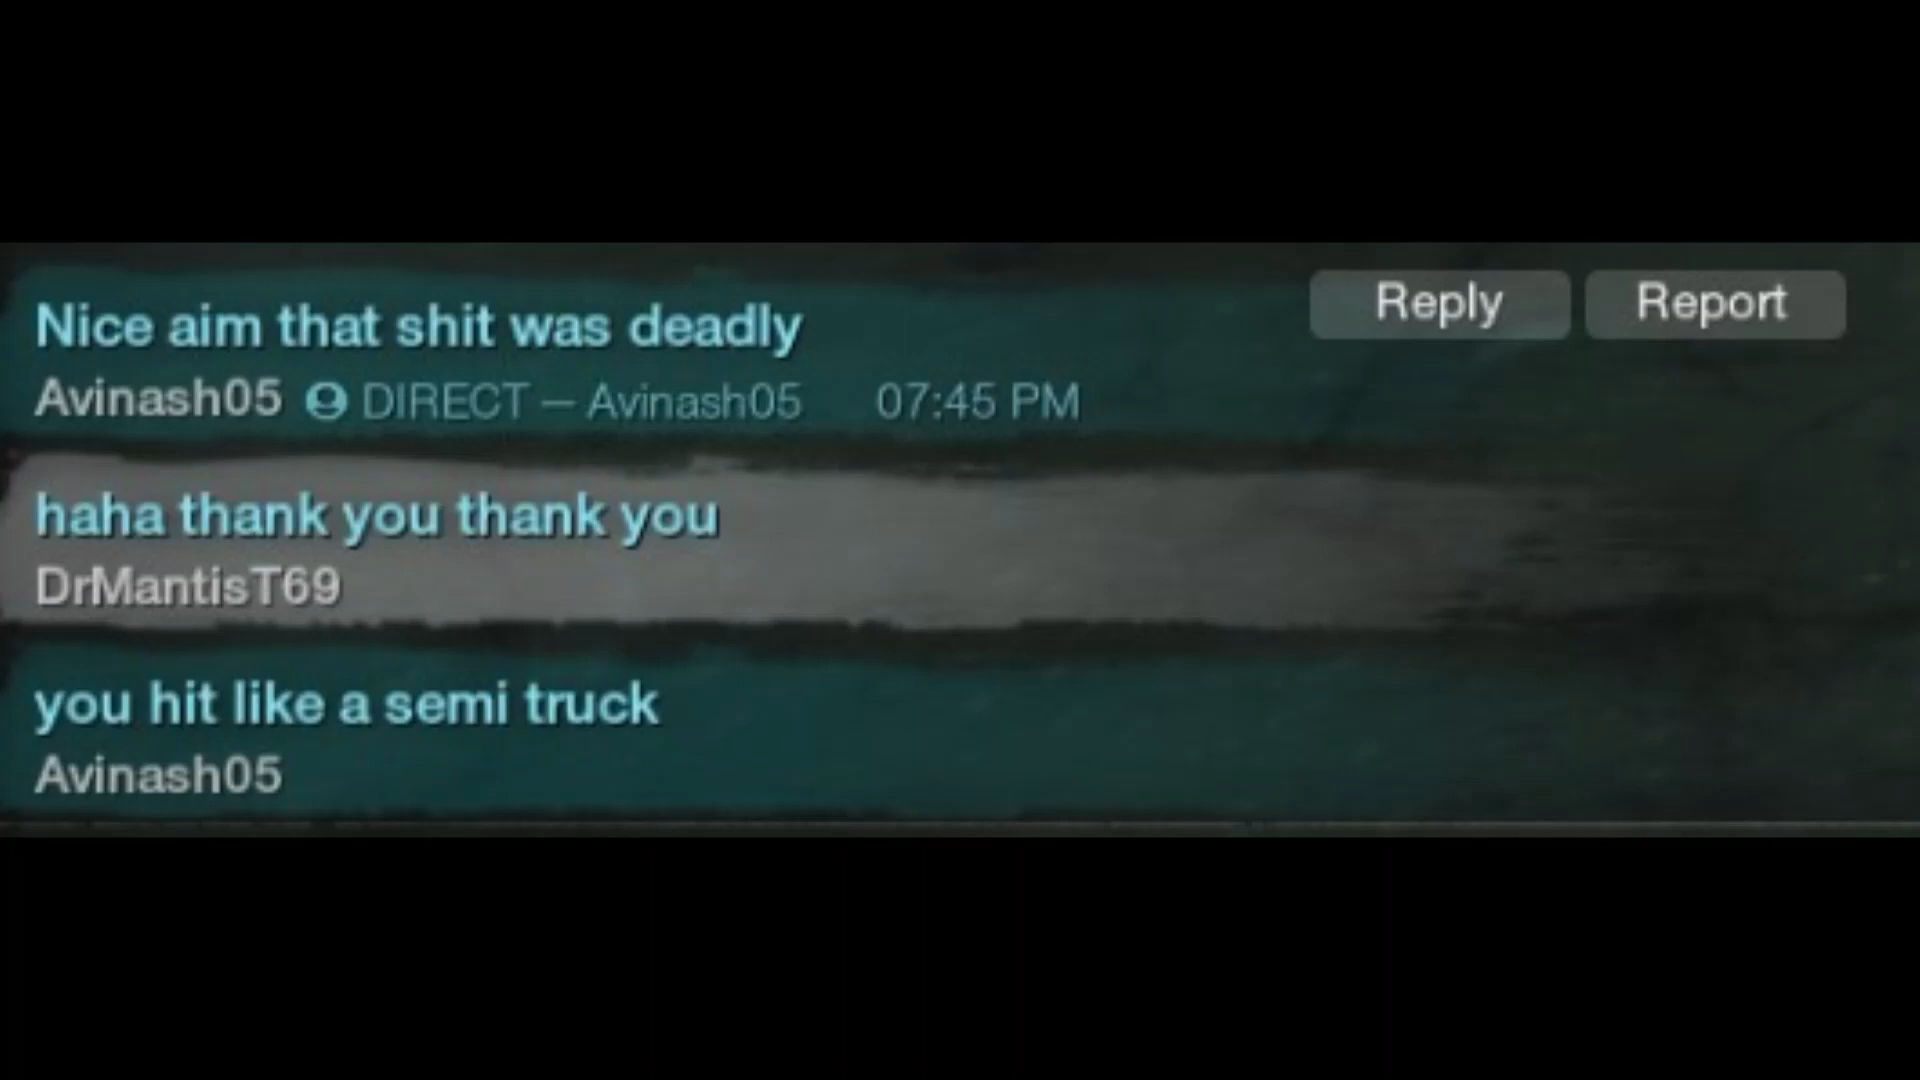 Nice aim that shit was deadly
Reply Report
Avinash05 DIRECT — Avinash05 07:45 PM
haha thank you thank you
DrMantisT69
you hit like a semi truck
Avinash05